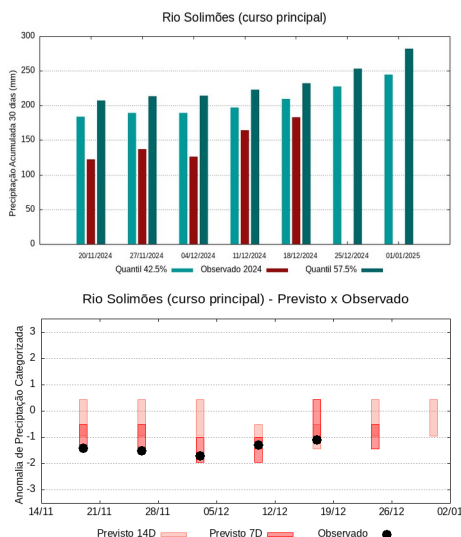 Rio Solimões (curso principal)
Precipitação Acumulada 30 dias (mm)
300
250
200
150
100
50
0
20/11/2024 27/11/2024 04/12/2024 11/12/2024 18/12/2024 25/12/2024 01/01/2025
Quantil 42.5% Observado 2024 Quantil 57.5%
Rio Solimões (curso principal) - Previsto x Observado
Anomalia de Preciptação Categorizada
3
2
1
0
-1
-2
-3
14/11 21/11 28/11 05/12 12/12 19/12 26/12 02/01
Previsto 14D Previsto 7D Observado